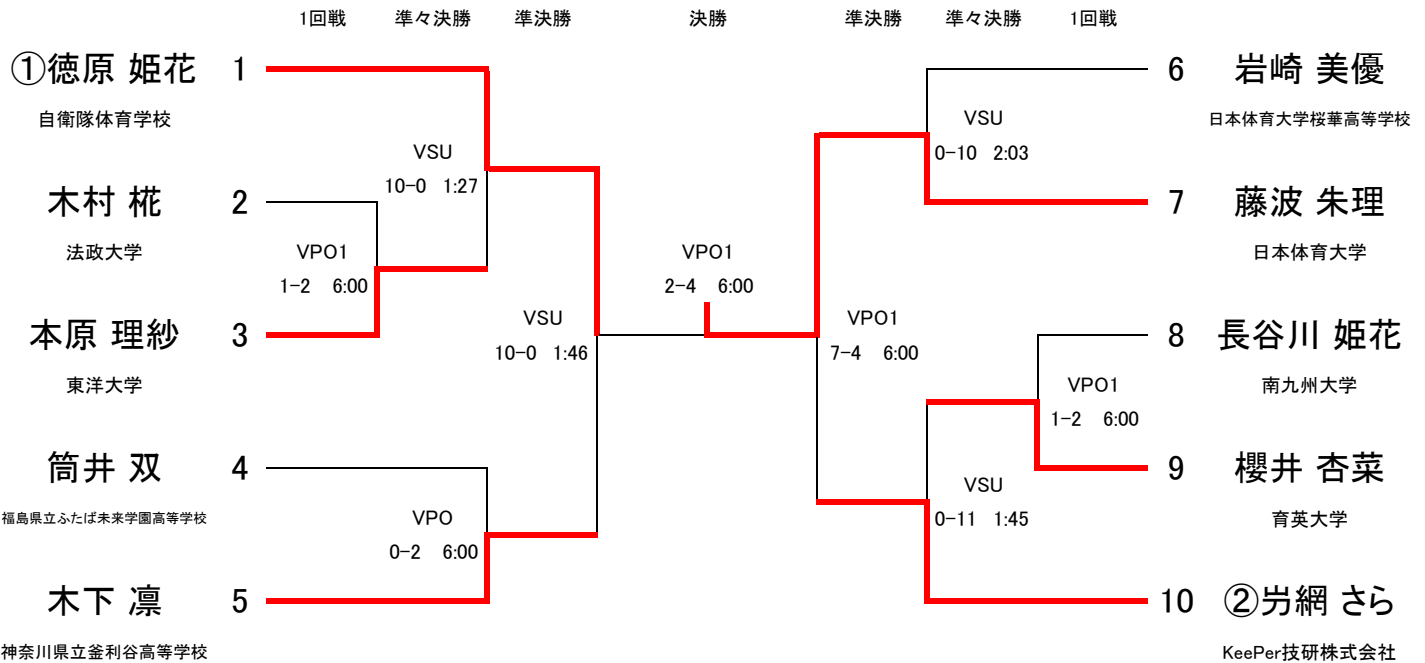 1回戦 準々決勝 準決勝 決勝 準決勝 準々決勝 1回戦
①徳原 姫花 1
自衛隊体育学校
VSU
10-0 1:27
木村 椛 2
法政大学
VPO1
1-2 6:00
本原 理紗 3
東洋大学
VSU
10-0 1:46
筒井 双 4
福島県立ふたば未来学園高等学校
VPO
0-2 6:00
木下 凛 5
神奈川県立釜利谷高等学校
VPO1
2-4 6:00
6 岩崎 美優
日本体育大学桜華高等学校
VSU
0-10 2:03
7 藤波 朱理
日本体育大学
VPO1
7-4 6:00
8 長谷川 姫花
南九州大学
VPO1
1-2 6:00
9 櫻井 杏菜
育英大学
VSU
0-11 1:45
10 ②屶網 さら
KeePer技研株式会社